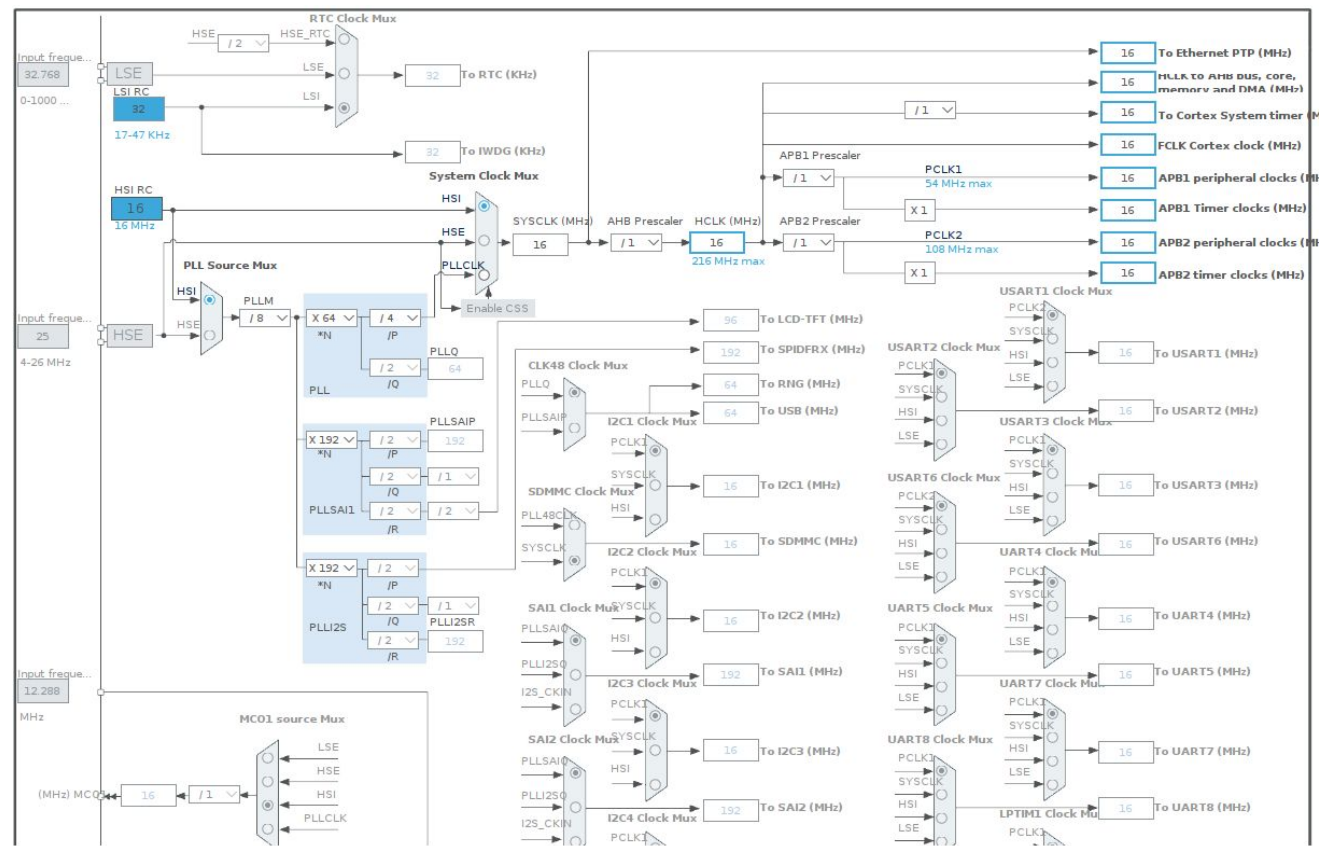 RTC Clock Mux
HSE
/ 2
HSE_RTC
Input freque...
32.768
0-1000 ...
LSE
LSE
32
To RTC (KHz)
LSI RC
32
17-47 KHz
LSI
32
To IWDG (KHz)
16
To Ethernet PTP (MHz)
16
HCLK to AHB bus, core,
memory and DMA (MHz)
/ 1
16
To Cortex System timer (M
16
FCLK Cortex clock (MHz)
APB1 Prescaler
/ 1
PCLK1
54 MHz max
16
APB1 peripheral clocks (MH
X 1
16
APB1 Timer clocks (MHz)
APB2 Prescaler
/ 1
PCLK2
108 MHz max
16
APB2 peripheral clocks (MH
X 1
16
APB2 timer clocks (MHz)
System Clock Mux
HSI RC
16
16 MHz
HSI
HSE
PLLCLK
SYSCLK (MHz)
16
AHB Prescaler
/ 1
HCLK (MHz)
16
216 MHz max
Enable CSS
PLL Source Mux
HSI
HSE
PLLM
/ 8
Input freque...
25
4-26 MHz
HSE
X 64
*N
/ 4
/P
PLLQ
/ 2
64
/Q
PLL
X 192
*N
/ 2
/P
PLLSAIP
192
/ 2
/ 1
/Q
/ 2
/ 2
/R
PLLSAI1
X 192
*N
/ 2
/P
/ 2
/ 1
/Q
PLLI2SR
/ 2
192
/R
PLLI2S
96
To LCD-TFT (MHz)
192
To SPIDFRX (MHz)
CLK48 Clock Mux
PLLQ
PLLSAIP
64
To RNG (MHz)
64
To USB (MHz)
I2C1 Clock Mux
PCLK1
SYSCLK
HSI
16
To I2C1 (MHz)
SDMMC Clock Mux
PLL48CLK
SYSCLK
16
To SDMMC (MHz)
I2C2 Clock Mux
PCLK1
SYSCLK
HSI
16
To I2C2 (MHz)
SAI1 Clock Mux
PLLSAIQ
PLLI2SQ
I2S_CKIN
192
To SAI1 (MHz)
I2C3 Clock Mux
PCLK1
SYSCLK
HSI
16
To I2C3 (MHz)
SAI2 Clock Mux
PLLSAIQ
PLLI2SQ
I2S_CKIN
192
To SAI2 (MHz)
I2C4 Clock Mux
PCLK1
USART1 Clock Mux
PCLK2
SYSCLK
HSI
LSE
16
To USART1 (MHz)
USART2 Clock Mux
PCLK1
SYSCLK
HSI
LSE
16
To USART2 (MHz)
USART3 Clock Mux
PCLK1
SYSCLK
HSI
LSE
16
To USART3 (MHz)
USART6 Clock Mux
PCLK2
SYSCLK
HSI
LSE
16
To USART6 (MHz)
UART4 Clock Mux
PCLK1
SYSCLK
HSI
LSE
16
To UART4 (MHz)
UART5 Clock Mux
PCLK1
SYSCLK
HSI
LSE
16
To UART5 (MHz)
UART7 Clock Mux
PCLK1
SYSCLK
HSI
LSE
16
To UART7 (MHz)
UART8 Clock Mux
PCLK1
SYSCLK
HSI
LSE
16
To UART8 (MHz)
LPTIM1 Clock Mux
PCLK1
Input freque...
12.288
MHz
MCO1 source Mux
LSE
HSE
HSI
PLLCLK
(MHz) MCO1
16
/ 1